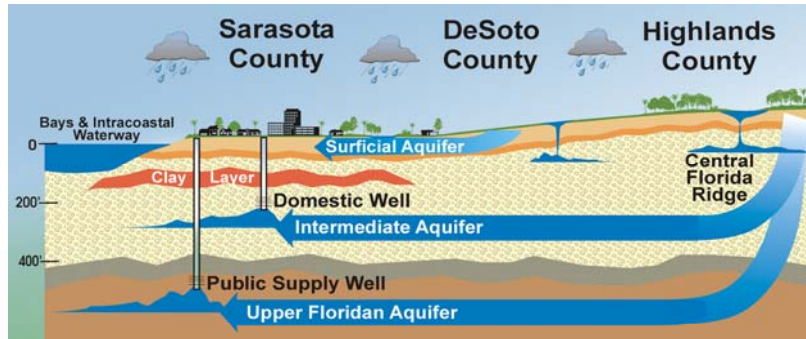 Sarasota
County
DeSoto
County
Highlands
County
Bays & Intracoastal
Waterway
0
Surficial Aquifer
Central
Florida
Ridge
Clay Layer
200'
Domestic Well
Intermediate Aquifer
400'
Public Supply Well
Upper Floridan Aquifer